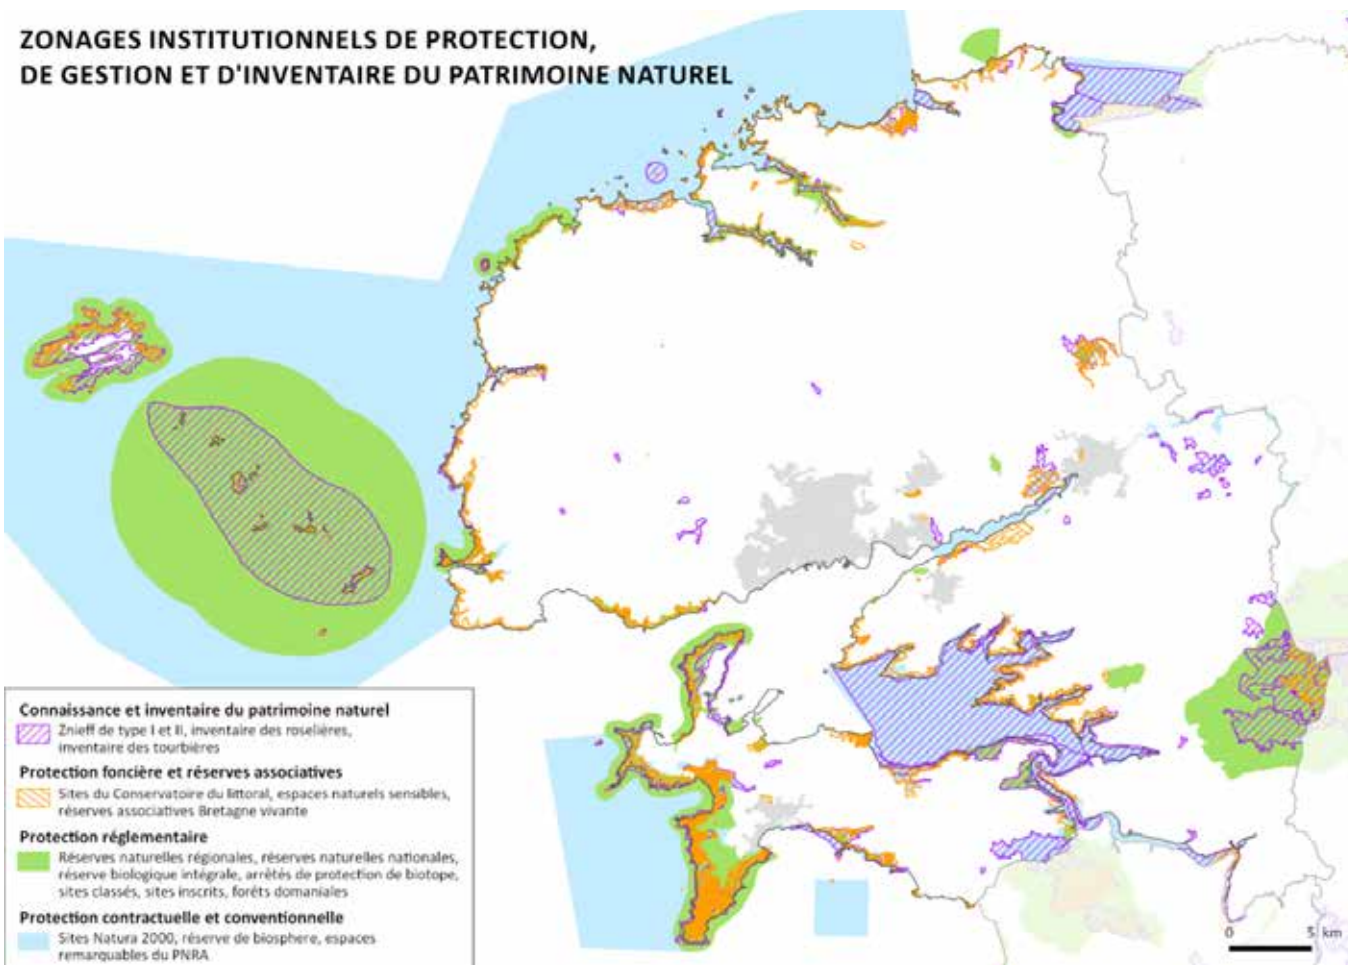 ZONAGES INSTITUTIONNELS DE PROTECTION,
DE GESTION ET D'INVENTAIRE DU PATRIMOINE NATUREL
Connaissance et inventaire du patrimoine naturel
Znieff de type I et II, inventaire des roselières,
inventaire des tourbières
Protection foncière et réserves associatives
Sites du Conservatoire du littoral, espaces naturels sensibles,
réserves associatives Bretagne vivante
Protection réglementaire
Réserves naturelles régionales, réserves naturelles nationales,
réserve biologique intégrale, arrêtés de protection de biotope,
sites classés, sites inscrits, forêts domaniales
Protection contractuelle et conventionnelle
Sites Natura 2000, réserve de biosphere, espaces
remarquables du PNRA
0 5 km